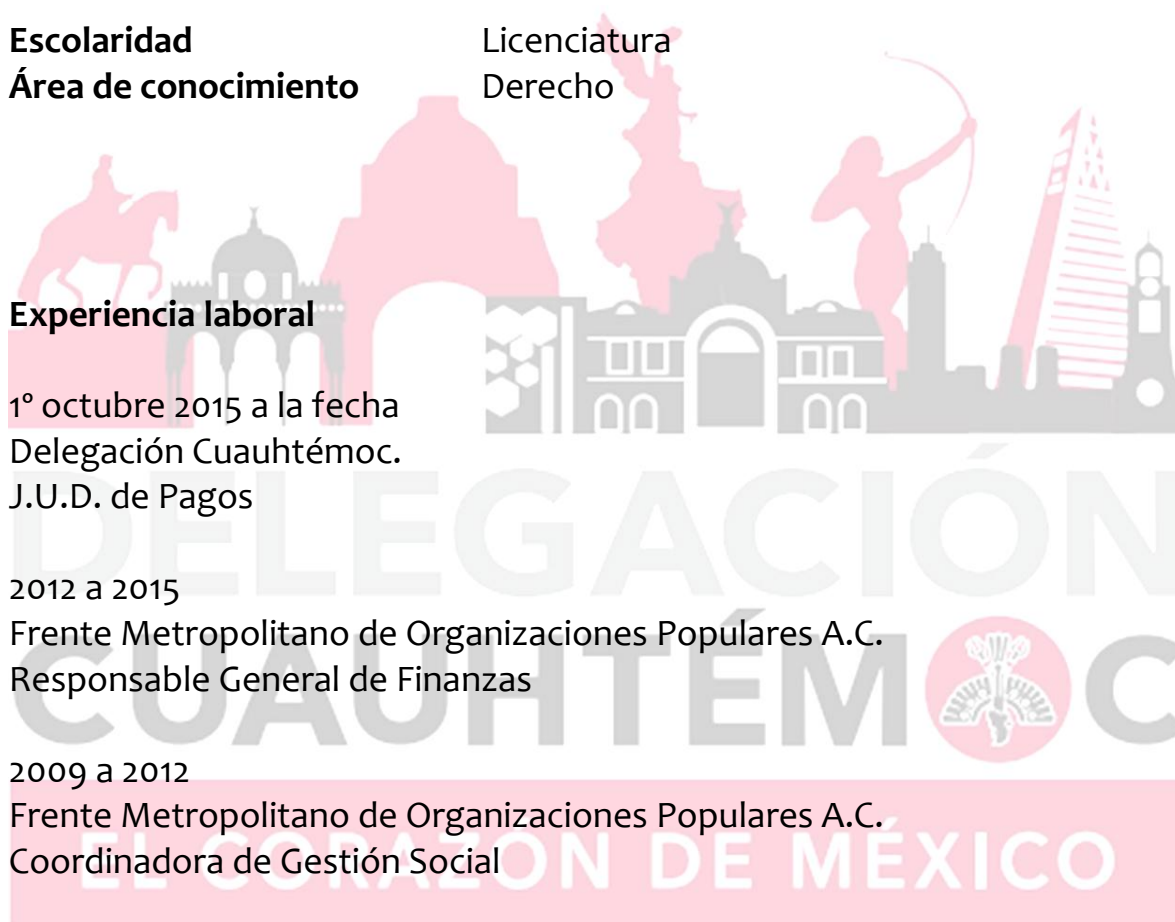 Escolaridad Licenciatura
Área de conocimiento Derecho
Experiencia laboral
1º octubre 2015 a la fecha
Delegación Cuauhtémoc.
J.U.D. de Pagos
DELEGACIÓN
2012 a 2015
Frente Metropolitano de Organizaciones Populares A.C.
Responsable General de Finanzas
CUAUHTÉMOC
2009 a 2012
Frente Metropolitano de Organizaciones Populares A.C.
Coordinadora de Gestión Social
EL CORAZÓN DE MÉXICO